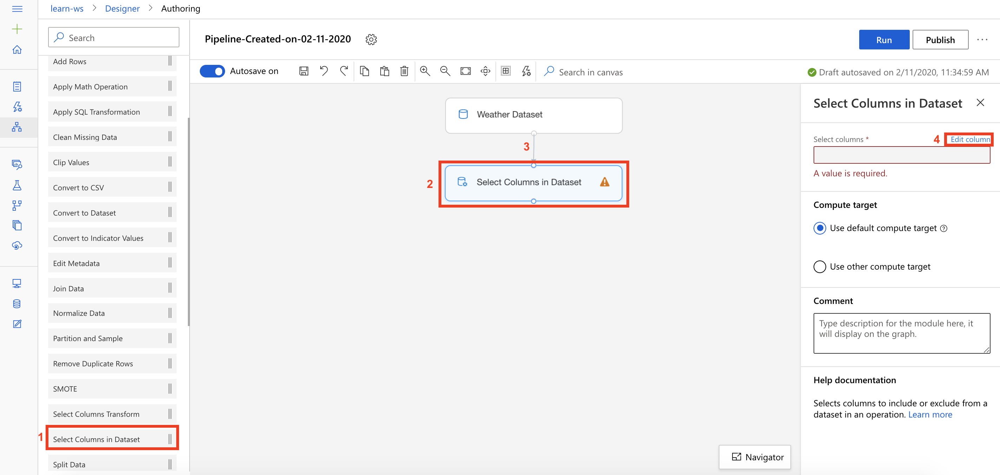 learn-ws > Designer > Authoring
Search
Add Rows
Apply Math Operation
Apply SQL Transformation
Clean Missing Data
Clip Values
Convert to CSV
Convert to Dataset
Convert to Indicator Values
Edit Metadata
Join Data
Normalize Data
Partition and Sample
Remove Duplicate Rows
SMOTE
Select Columns Transform
1
Select Columns in Dataset
Split Data
Pipeline-Created-on-02-11-2020
Run
Publish
Autosave on
Search in canvas
Draft autosaved on 2/11/2020, 11:34:59 AM
Weather Dataset
3
2
Select Columns in Dataset
Navigator
Select Columns in Dataset
Select columns *
4
Edit column
A value is required.
Compute target
Use default compute target
Use other compute target
Comment
Type description for the module here, it
will display on the graph.
Help documentation
Selects columns to include or exclude from a
dataset in an operation. Learn more